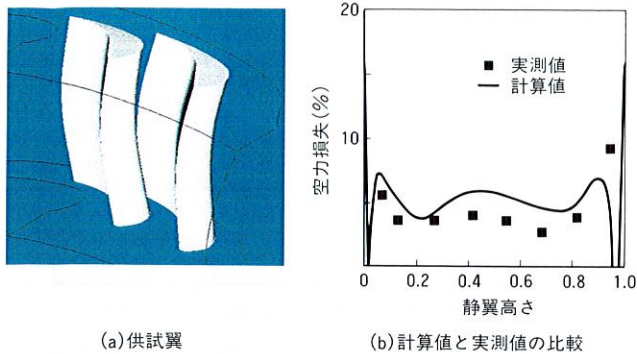 20
10
0
空力損失(%)
■ 実測値
— 計算値
0 0.2 0.4 0.6 0.8 1.0
静翼高さ
(a)供試翼
(b)計算値と実測値の比較